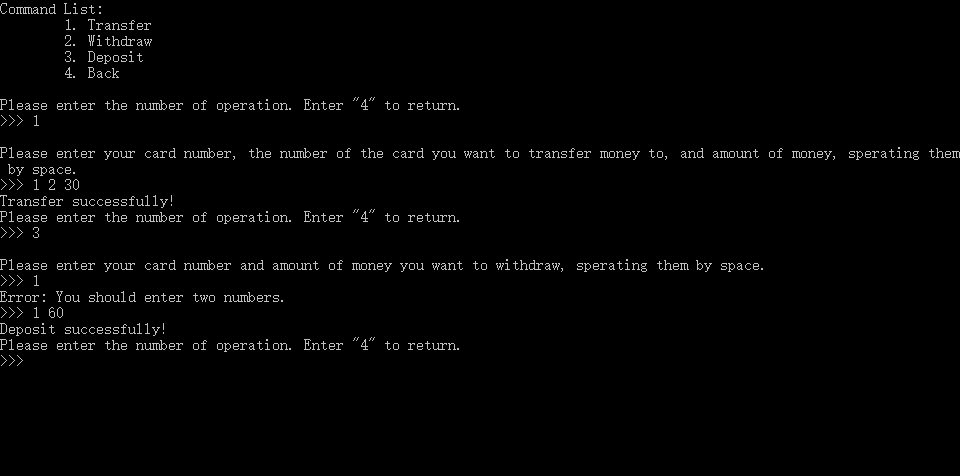 Command List:
1. Transfer
2. Withdraw
3. Deposit
4. Back
Please enter the number of operation. Enter "4" to return.
>>> 1
Please enter your card number, the number of the card you want to transfer money to, and amount of money, sperating them
by space.
>>> 1 2 30
Transfer successfully!
Please enter the number of operation. Enter "4" to return.
>>> 3
Please enter your card number and amount of money you want to withdraw, sperating them by space.
>>> 1
Error: You should enter two numbers.
>>> 1 60
Deposit successfully!
Please enter the number of operation. Enter "4" to return.
>>>